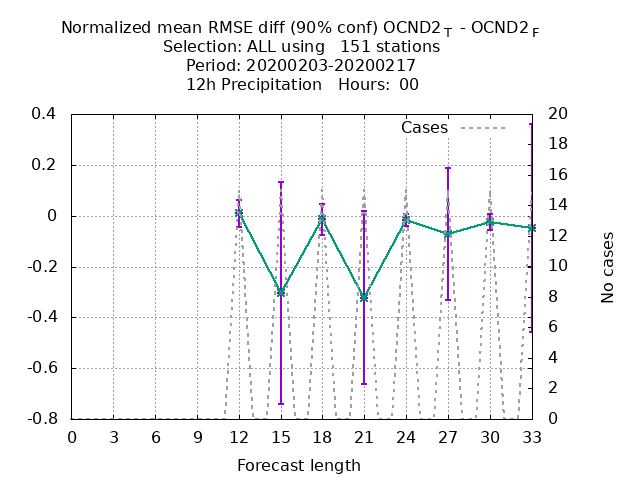 Normalized mean RMSE diff (90% conf) OCND2 T - OCND2 F
Selection: ALL using 151 stations
Period: 20200203-20200217
12h Precipitation Hours: 00
Cases
0.4
0.2
0
-0.2
-0.4
-0.6
-0.8
20
18
16
14
12
10
8
6
4
2
0
No cases
0 3 6 9 12 15 18 21 24 27 30 33
Forecast length